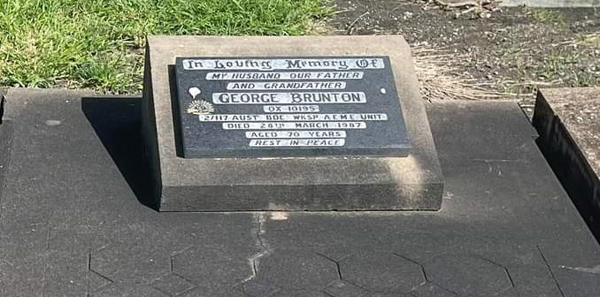 In Loving Memory Of
MY HUSBAND OUR FATHER
AND GRANDFATHER
GEORGE BRUNTON
QX 10195
2/117 AUST BDE WKSP A.E.M.E UNIT
DIED 28TH MARCH 1987
AGED 70 YEARS
REST IN PEACE